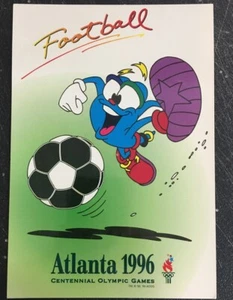 Football
Atlanta 1996
CENTENNIAL OLYMPIC GAMES